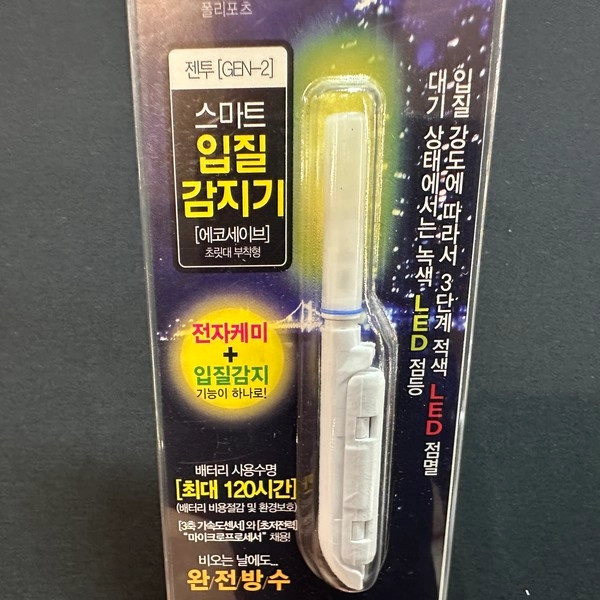 폴리포츠
젠투 [GEN-2]
스마트
입질
감지기
[에코세이브]
초릿대 부착형
입질 강도에 따라서 3단계 적색 LED 점멸
대기 상태에서는 녹색 LED 점등
전자케미
+
입질감지
기능이 하나로!
배터리 사용수명
[최대 120시간]
(배터리 비용절감 및 환경보호)
[3축 가속도센서]와 [초저전력]
"마이크로프로세서" 채용!
비오는 날에도...
완/전/방/수